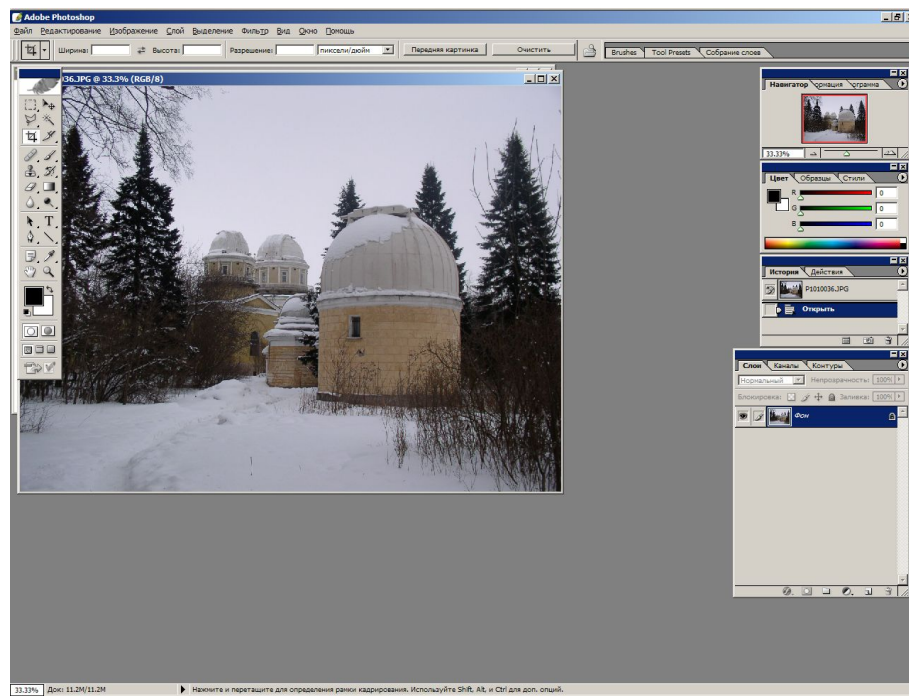 Adobe Photoshop
Файл Редактирование Изображение Слой Выделение Фильтр Вид Окно Помощь
Ширина: Высота: Разрешение: пиксели/дюйм Передняя картинка Очистить Brushes Tool Presets Собрание слоев
36.JPG @ 33.3% (RGB/8)
Навигатор ормация ограмма
33.33%
Цвет Образцы Стили
R 0
G 0
B 0
История Действия
P1010036.JPG
Открыть
Слои Каналы Контуры
Нормальный Непрозрачность: 100%
Блокировка: Заливка: 100%
Фон
33.33% Док: 11.2M/11.2M Нажмите и перетащите для определения рамки кадрирования. Используйте Shift, Alt, и Ctrl для доп. опций.